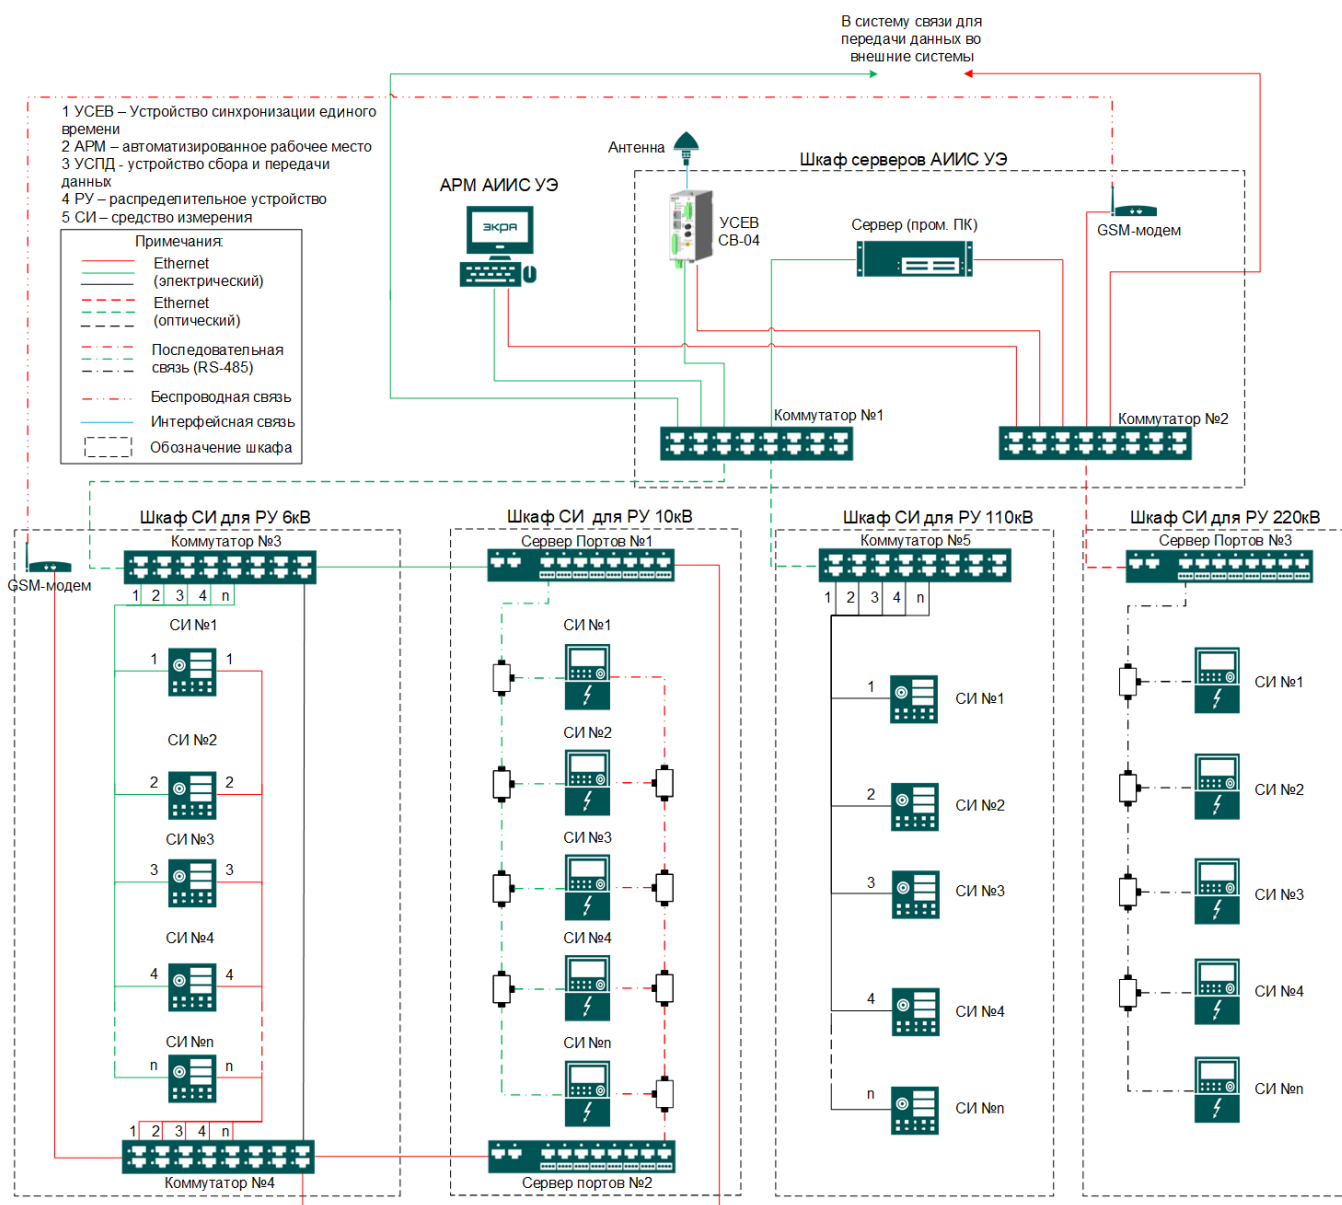 В систему связи для
передачи данных во
внешние системы
1 УСЕВ – Устройство синхронизации единого
времени
2 АРМ – автоматизированное рабочее место
3 УСПД - устройство сбора и передачи
данных
4 РУ – распределительное устройство
5 СИ – средство измерения
Примечания:
Ethernet
(электрический)
Ethernet
(оптический)
Последовательная
связь (RS-485)
Беспроводная связь
Интерфейсная связь
Обозначение шкафа
Антенна
Шкаф серверов АИИС УЭ
АРМ АИИС УЭ
ЭКРА
УСЕВ
СВ-04
Сервер (пром. ПК)
GSM-модем
Коммутатор №1
Коммутатор №2
Шкаф СИ для РУ 6кВ
Коммутатор №3
GSM-модем
1 2 3 4 n
СИ №1
1 1
СИ №2
2 2
СИ №3
3 3
СИ №4
4 4
СИ №n
n n
1 2 3 4 n
Коммутатор №4
Шкаф СИ для РУ 10кВ
Сервер Портов №1
СИ №1
СИ №2
СИ №3
СИ №4
СИ №n
Сервер портов №2
Шкаф СИ для РУ 110кВ
Коммутатор №5
1 2 3 4 n
1 СИ №1
2 СИ №2
3 СИ №3
4 СИ №4
n СИ №n
Шкаф СИ для РУ 220кВ
Сервер Портов №3
СИ №1
СИ №2
СИ №3
СИ №4
СИ №n